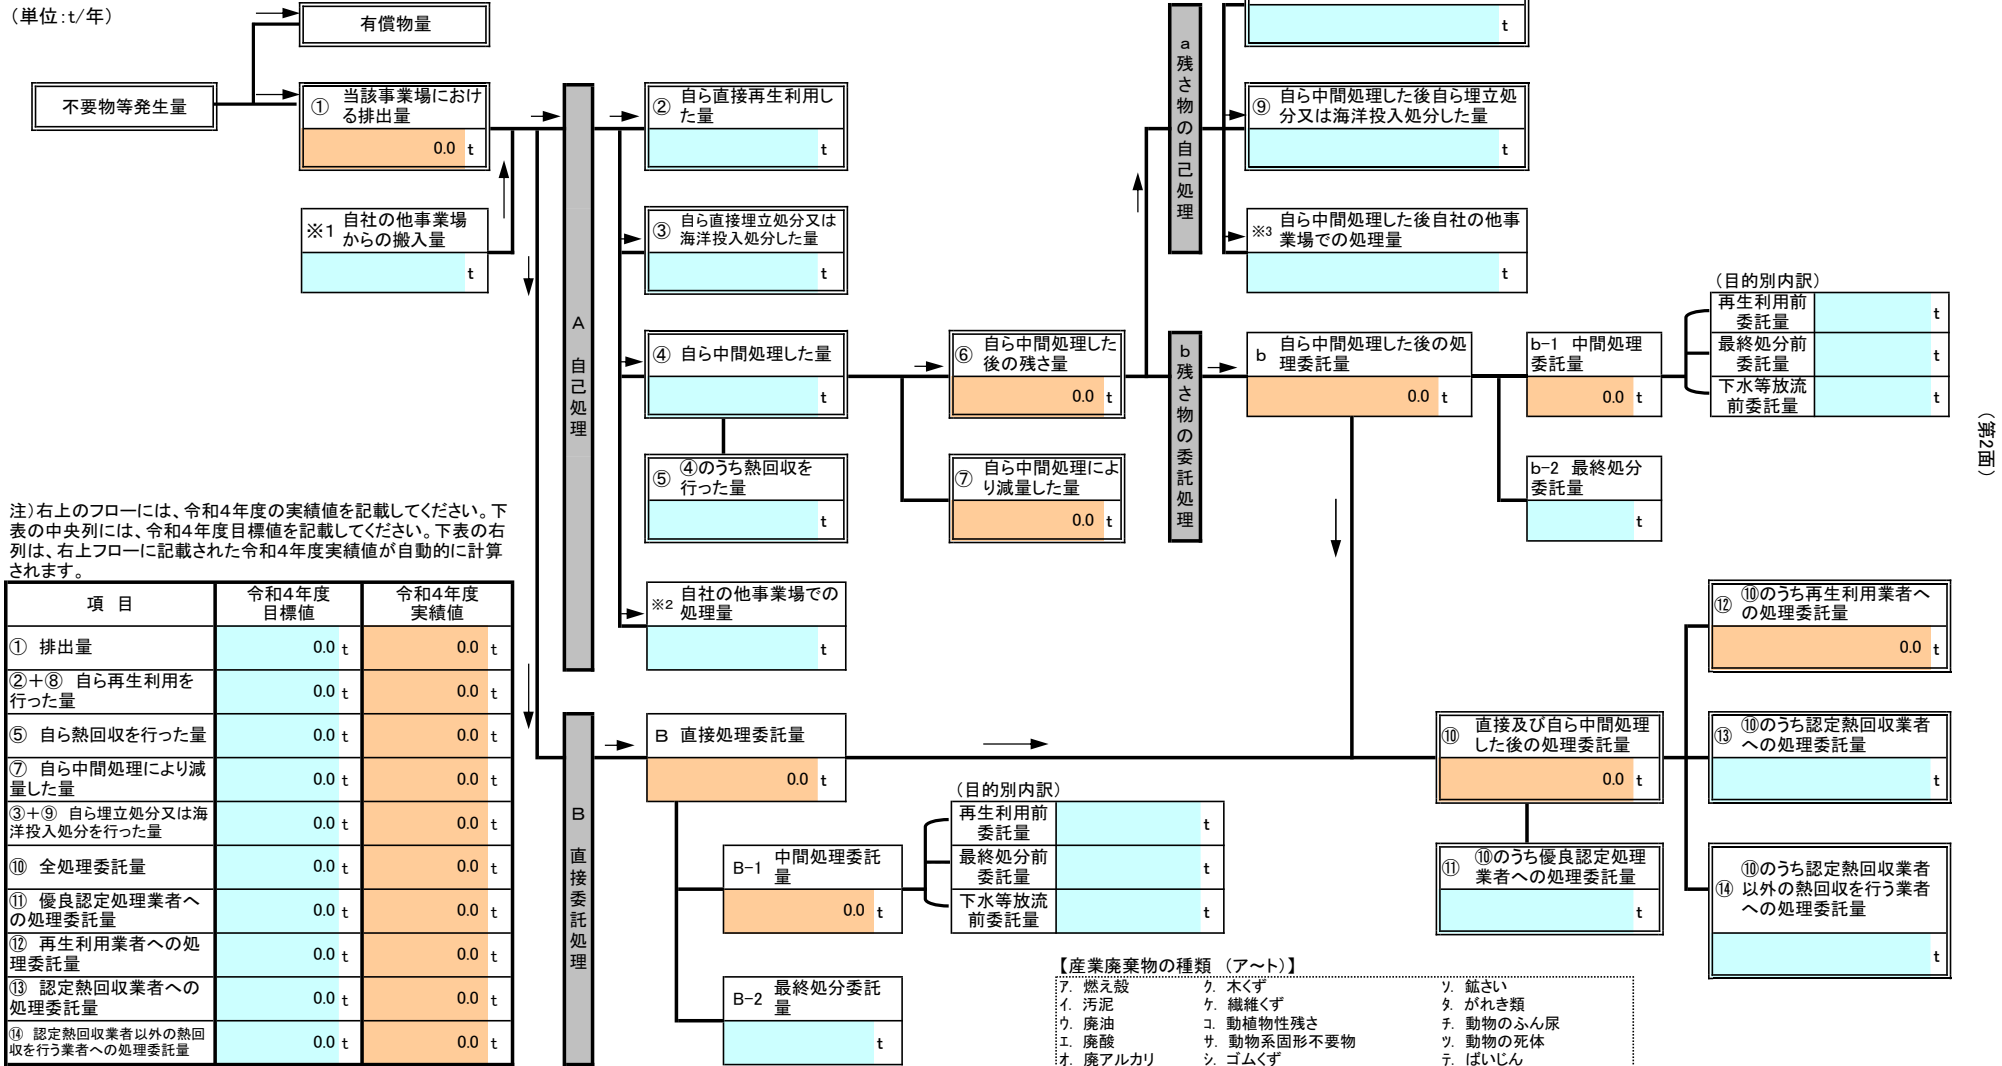 （単位：t/年）
有償物量
不要物等発生量
① 当該事業場におけ
る排出量
0.0 t
※1 自社の他事業場
からの搬入量
t
A 自己処理
② 自ら直接再生利用し
た量
t
③ 自ら直接埋立処分又は
海洋投入処分した量
t
④ 自ら中間処理した量
t
⑤ ④のうち熱回収を
行った量
t
※2 自社の他事業場での
処理量
t
⑥ 自ら中間処理した
後の残さ量
0.0 t
⑦ 自ら中間処理によ
り減量した量
0.0 t
a 残さ物の自己処理
t
⑨ 自ら中間処理した後自ら埋立処
分又は海洋投入処分した量
t
※3 自ら中間処理した後自社の他事
業場での処理量
t
b 残さ物の委託処理
b 自ら中間処理した後の処
理委託量
0.0 t
b-1 中間処理
委託量
0.0 t
b-2 最終処分
委託量
t
（目的別内訳）
再生利用前
委託量
t
最終処分前
委託量
t
下水等放流
前委託量
t
（第2面）
注）右上のフローには、令和4年度の実績値を記載してください。下
表の中央列には、令和4年度目標値を記載してください。下表の右
列は、右上フローに記載された令和4年度実績値が自動的に計算
されます。
項 目 令和4年度 令和4年度
目標値 実績値
① 排出量 0.0 t 0.0 t
②＋⑧ 自ら再生利用を
行った量 0.0 t 0.0 t
⑤ 自ら熱回収を行った量 0.0 t 0.0 t
⑦ 自ら中間処理により減
量した量 0.0 t 0.0 t
③＋⑨ 自ら埋立処分又は海
洋投入処分を行った量 0.0 t 0.0 t
⑩ 全処理委託量 0.0 t 0.0 t
⑪ 優良認定処理業者へ
の処理委託量 0.0 t 0.0 t
⑫ 再生利用業者への処
理委託量 0.0 t 0.0 t
⑬ 認定熱回収業者への
処理委託量 0.0 t 0.0 t
⑭ 認定熱回収業者以外の熱回
収を行う業者への処理委託量 0.0 t 0.0 t
B 直接委託処理
B 直接処理委託量
0.0 t
B-1 中間処理委託
量
0.0 t
B-2 最終処分委託
量
t
（目的別内訳）
再生利用前
委託量
t
最終処分前
委託量
t
下水等放流
前委託量
t
⑩ 直接及び自ら中間処理
した後の処理委託量
0.0 t
⑪ ⑩のうち優良認定処理
業者への処理委託量
t
⑫ ⑩のうち再生利用業者へ
の処理委託量
0.0 t
⑬ ⑩のうち認定熱回収業者
への処理委託量
t
⑭ ⑩のうち認定熱回収業者
以外の熱回収を行う業者
への処理委託量
t
【産業廃棄物の種類 （ア～ト）】
ア. 燃え殻 ク. 木くず ソ. 鉱さい
イ. 汚泥 ケ. 繊維くず タ. がれき類
ウ. 廃油 コ. 動植物性残さ チ. 動物のふん尿
エ. 廃酸 サ. 動物系固形不要物 ツ. 動物の死体
オ. 廃アルカリ シ. ゴムくず テ. ばいじん